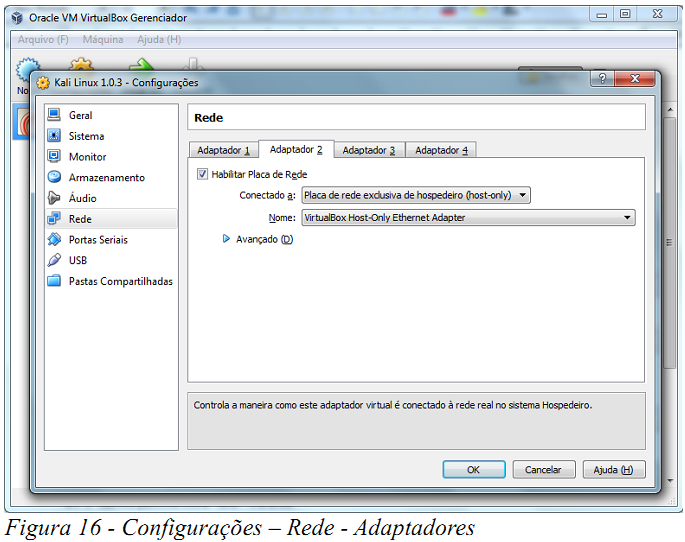 Oracle VM VirtualBox Gerenciador
Arquivo (F) Máquina Ajuda (H)
Kali Linux 1.0.3 - Configurações
Geral
Sistema
Monitor
Armazenamento
Áudio
Rede
Portas Seriais
USB
Pastas Compartilhadas
Rede
Adaptador 1 Adaptador 2 Adaptador 3 Adaptador 4
Habilitar Placa de Rede
Conectado a: Placa de rede exclusiva de hospedeiro (host-only)
Nome: VirtualBox Host-Only Ethernet Adapter
Avançado (D)
Controla a maneira como este adaptador virtual é conectado à rede real no sistema Hospedeiro.
OK Cancelar Ajuda (H)
Figura 16 - Configurações – Rede - Adaptadores